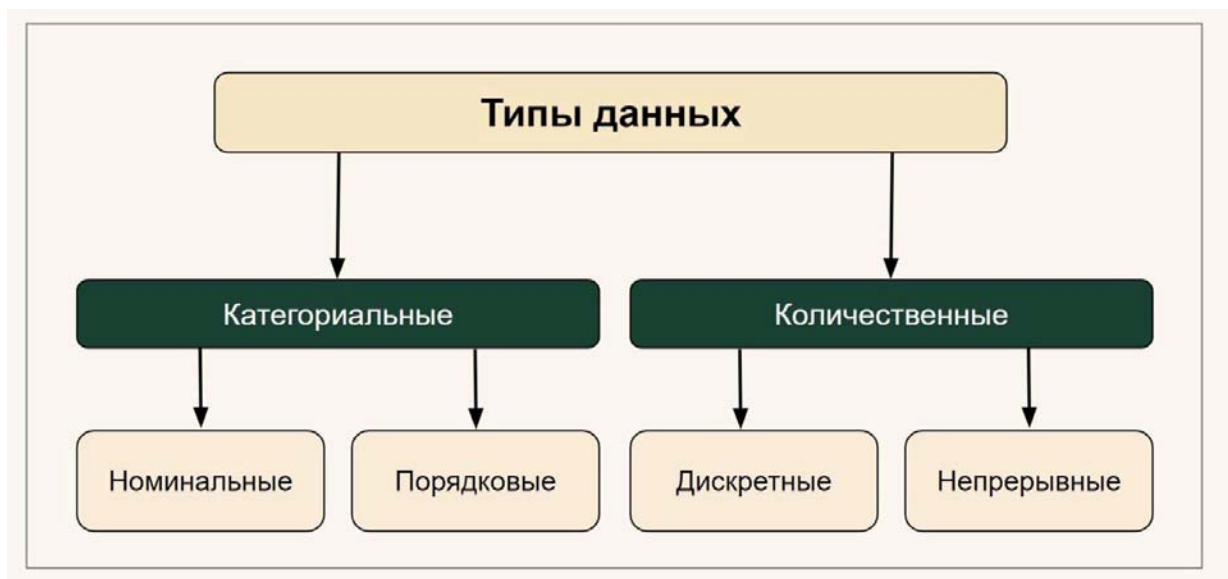 Типы данных
Категориальные
Количественные
Номинальные
Порядковые
Дискретные
Непрерывные